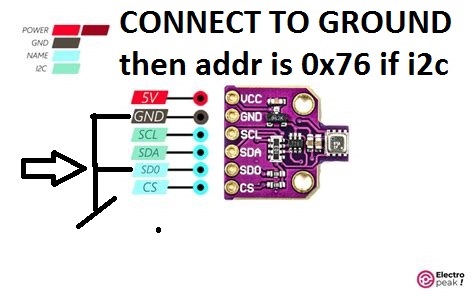 CONNECT TO GROUND
then addr is 0x76 if i2c
POWER
GND
NAME
I2C
5V
GND
SCL
SDA
SD0
CS
VCC
GND
SCL
SDA
SDO
CS
Electro
peak!